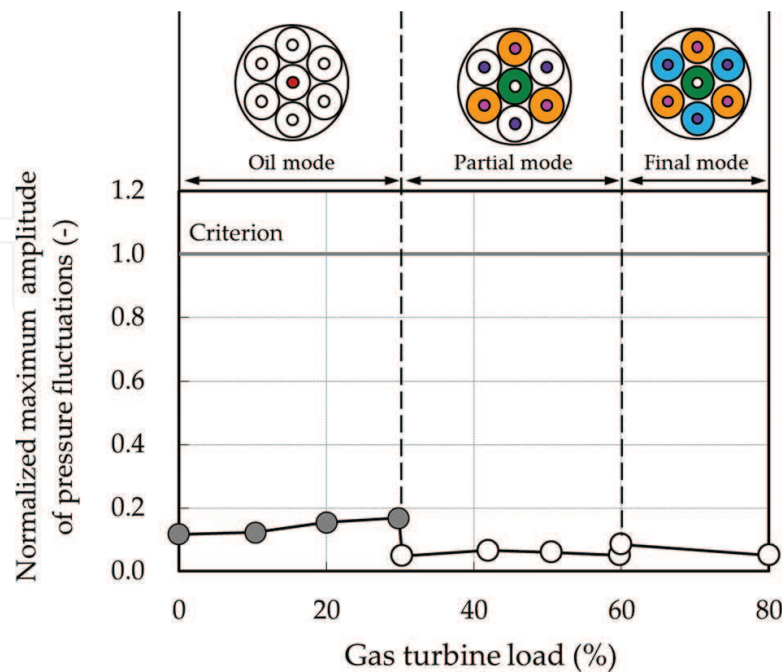 Oil mode
Partial mode
Final mode
Normalized maximum amplitude
of pressure fluctuations (-)
1.2
1.0
0.8
0.6
0.4
0.2
0.0
Criterion
0
20
40
60
80
Gas turbine load (%)